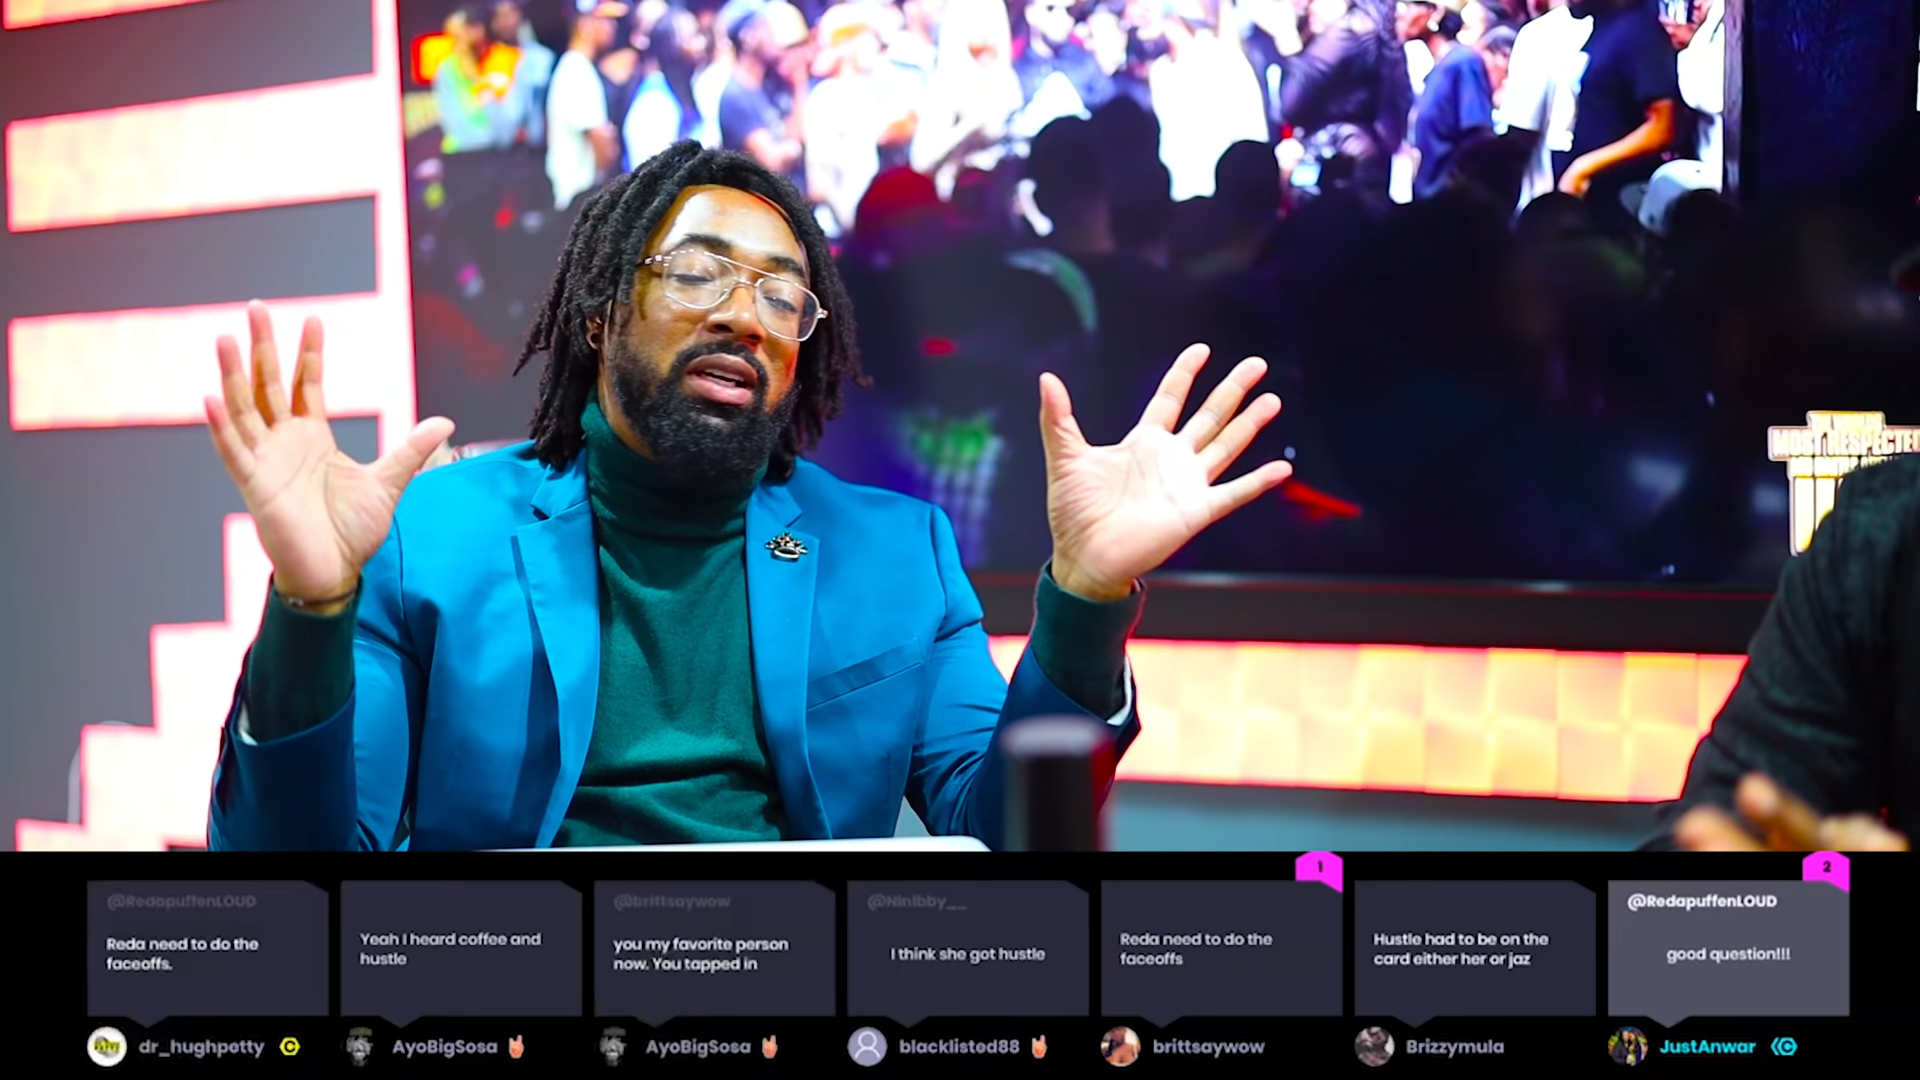 MOST RESPECTED
1
2
@RedapuffenLOUD
Reda need to do the
faceoffs.
dr_hughpetty
Yeah I heard coffee and
hustle
AyoBigSosa
@brittsaywow
you my favorite person
now. You tapped in
AyoBigSosa
@Ninibby__
I think she got hustle
blacklisted88
Reda need to do the
faceoffs
brittsaywow
Hustle had to be on the
card either her or jaz
Brizzymula
@RedapuffenLOUD
good question!!!
JustAnwar